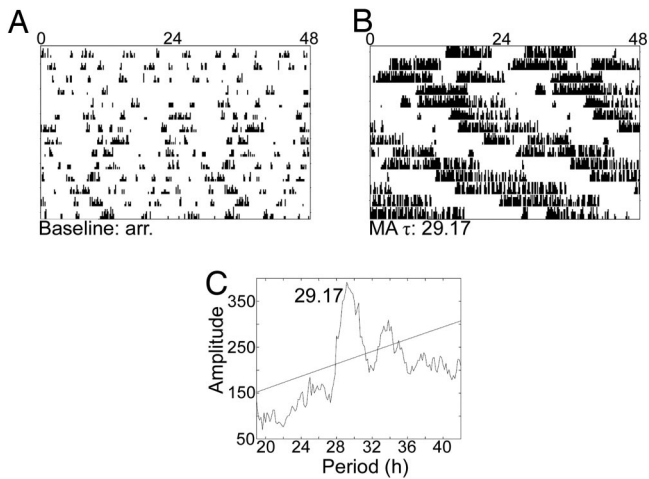 A
B
0 24 48
0 24 48
Baseline: arr.
MA τ: 29.17
C
29.17
350
250
150
50
Amplitude
20 24 28 32 36 40
Period (h)